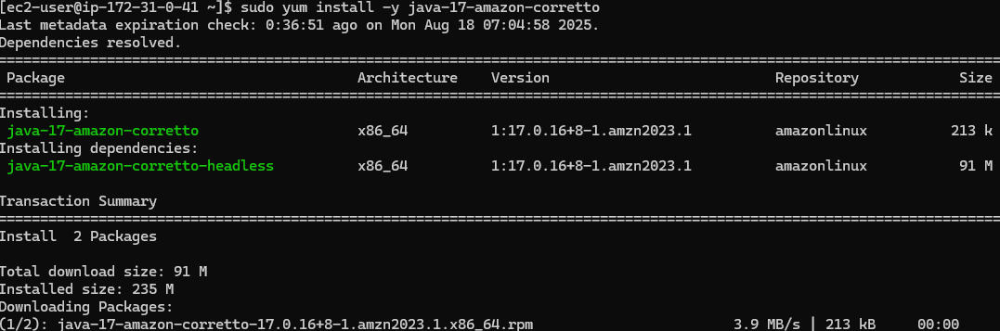 [ec2-user@ip-172-31-0-41 ~]$ sudo yum install -y java-17-amazon-corretto
Last metadata expiration check: 0:36:51 ago on Mon Aug 18 07:04:58 2025.
Dependencies resolved.
================================================================================
Package Architecture Version Repository Size
================================================================================
Installing:
java-17-amazon-corretto x86_64 1:17.0.16+8-1.amzn2023.1 amazonlinux 213 k
Installing dependencies:
java-17-amazon-corretto-headless x86_64 1:17.0.16+8-1.amzn2023.1 amazonlinux 91 M
Transaction Summary
================================================================================
Install 2 Packages
Total download size: 91 M
Installed size: 235 M
Downloading Packages:
(1/2): java-17-amazon-corretto-17.0.16+8-1.amzn2023.1.x86_64.rpm 3.9 MB/s | 213 kB 00:00